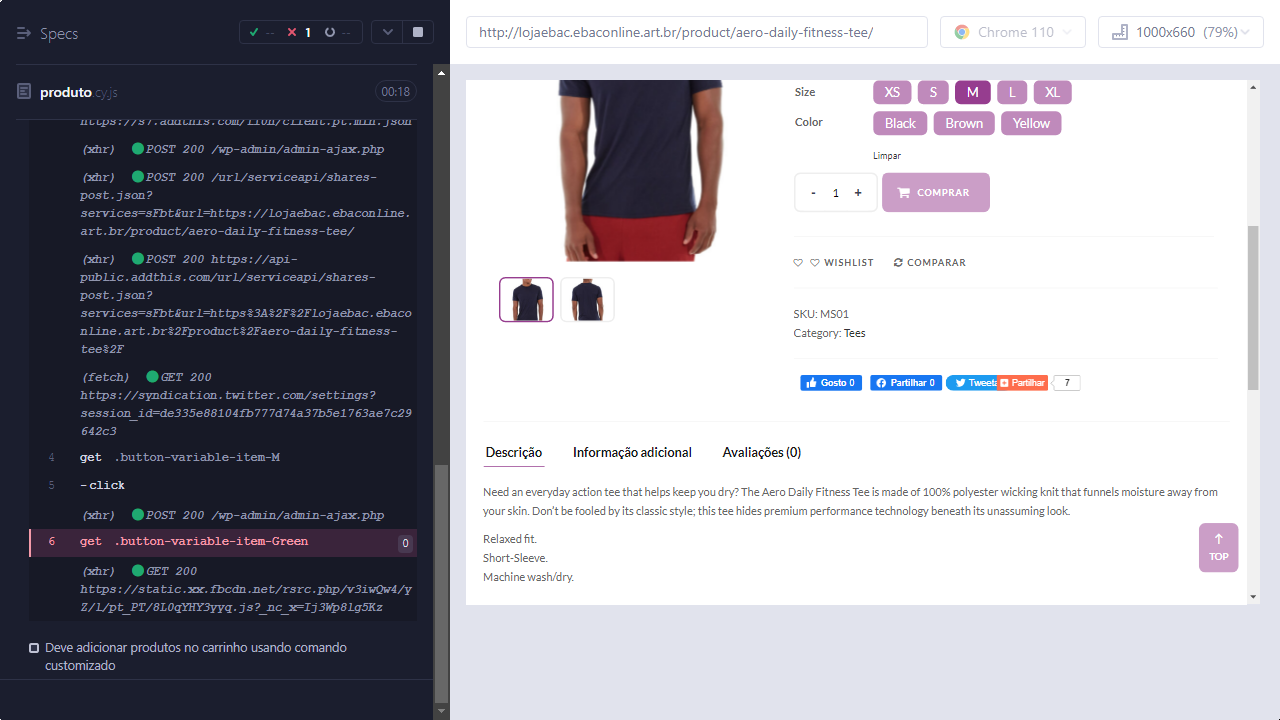 Specs
--
1
--
produto.cy.js
00:18
https://s7.addthis.com/l10n/client.pt.min.json
(xhr) POST 200 /wp-admin/admin-ajax.php
(xhr) POST 200 /url/serviceapi/shares-
post.json?
services=sFbt&url=https://lojaebac.ebaconline.
art.br/product/aero-daily-fitness-tee/
(xhr) POST 200 https://api-
public.addthis.com/url/serviceapi/shares-
post.json?
services=sFbt&url=https%3A%2F%2Flojaebac.ebaco
nline.art.br%2Fproduct%2Faero-daily-fitness-
tee%2F
(fetch) GET 200
https://syndication.twitter.com/settings?
session_id=de335e88104fb777d74a37b5e1763ae7c29
642c3
4 get .button-variable-item-M
5 -click
(xhr) POST 200 /wp-admin/admin-ajax.php
6 get .button-variable-item-Green 0
(xhr) GET 200
https://static.xx.fbcdn.net/rsrc.php/v3iwQw4/y
Z/l/pt_PT/8L0qYHY3yyq.js?_nc_x=Ij3Wp8lg5Kz
Deve adicionar produtos no carrinho usando comando
customizado
http://lojaebac.ebaconline.art.br/product/aero-daily-fitness-tee/
Chrome 110
1000x660 (79%)
Size XS S M L XL
Color Black Brown Yellow
Limpar
- 1 + COMPRAR
WISHLIST COMPARAR
SKU: MS01
Category: Tees
Gosto 0 Partilhar 0 Tweeta Partilhar 7
Descrição Informação adicional Avaliações (0)
Need an everyday action tee that helps keep you dry? The Aero Daily Fitness Tee is made of 100% polyester wicking knit that funnels moisture away from
your skin. Don't be fooled by its classic style; this tee hides premium performance technology beneath its unassuming look.
Relaxed fit.
Short-Sleeve.
Machine wash/dry.
TOP